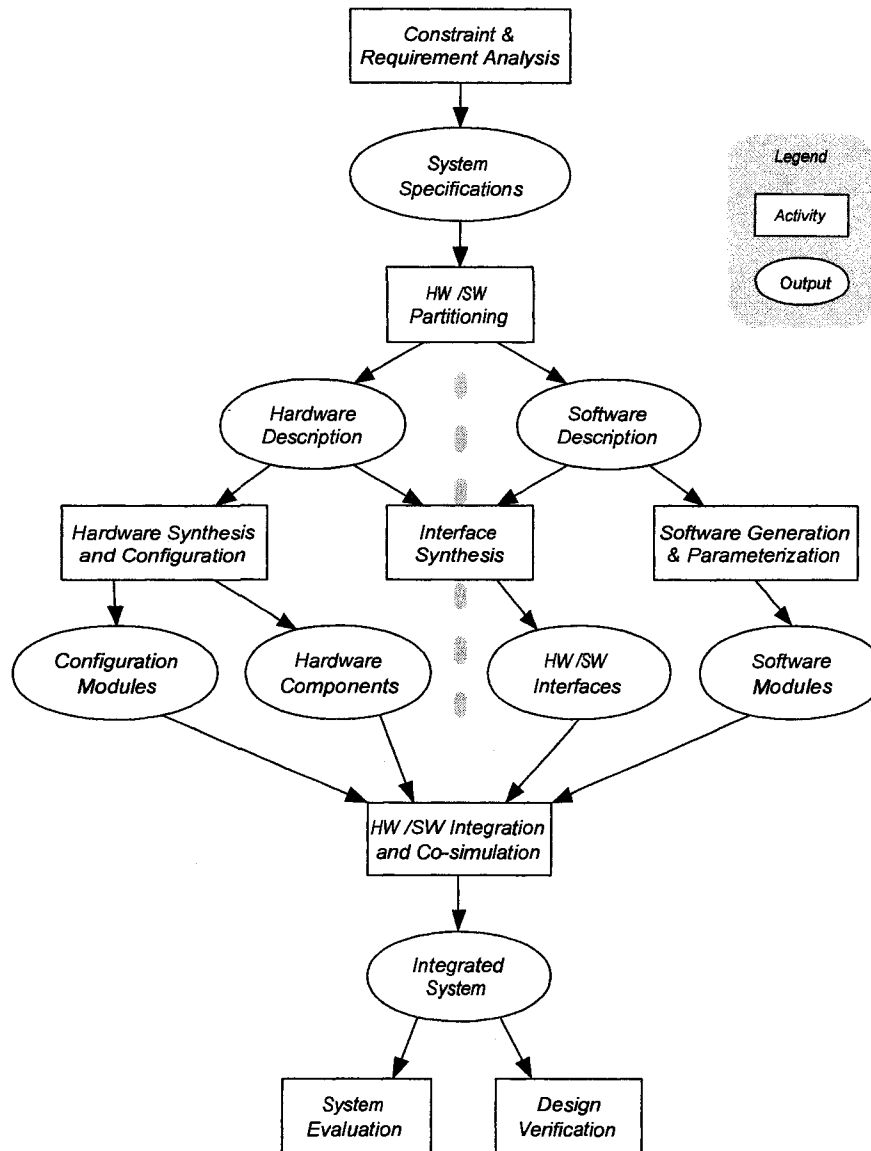 Constraint &
Requirement Analysis
System
Specifications
Legend
Activity
Output
HW /SW
Partitioning
Hardware
Description
Software
Description
Hardware Synthesis
and Configuration
Interface
Synthesis
Software Generation
& Parameterization
Configuration
Modules
Hardware
Components
HW /SW
Interfaces
Software
Modules
HW /SW Integration
and Co-simulation
Integrated
System
System
Evaluation
Design
Verification